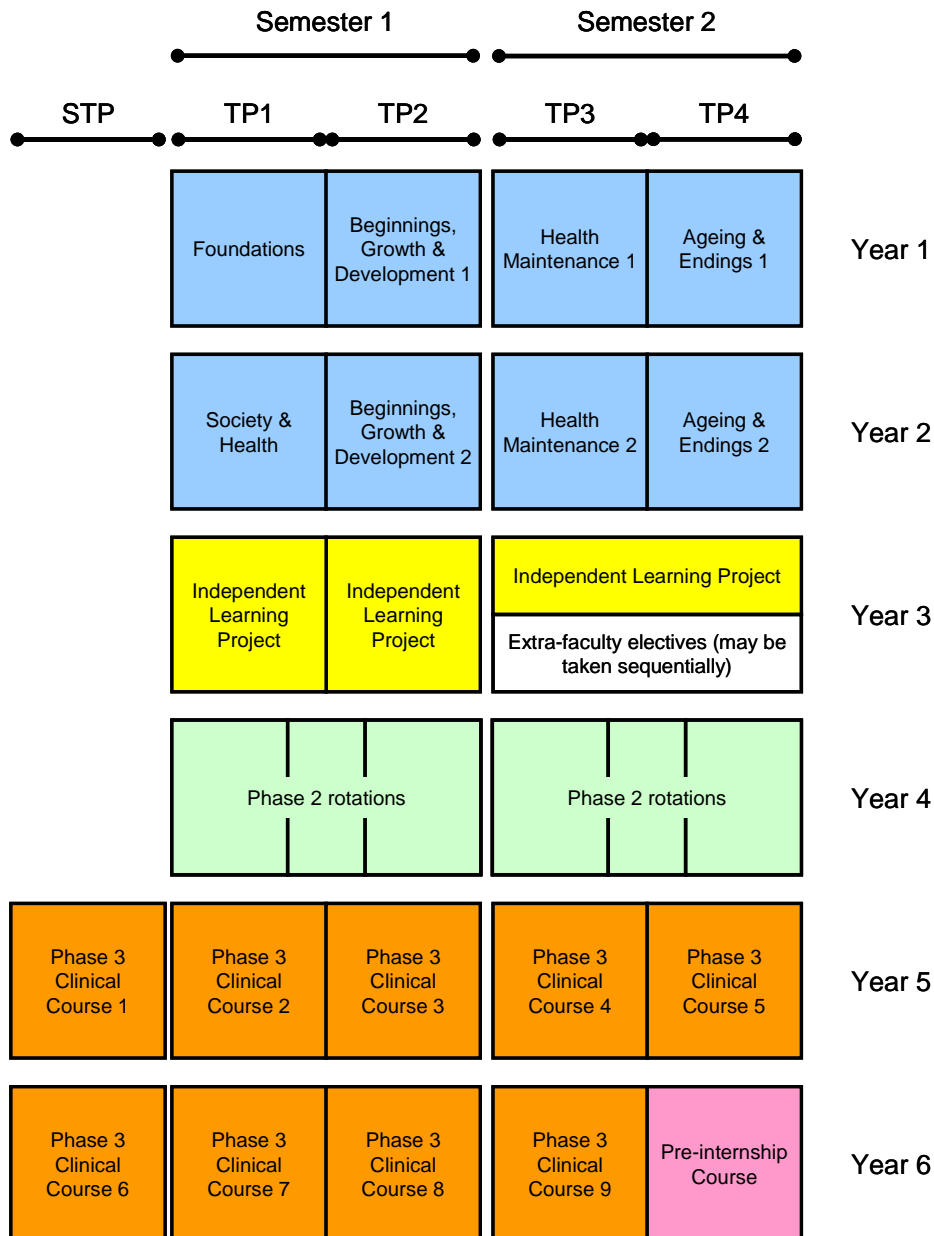 Semester 1
Semester 2
STP
TP1
TP2
TP3
TP4
Foundations
Beginnings,
Growth &
Development 1
Health
Maintenance 1
Ageing &
Endings 1
Year 1
Society &
Health
Beginnings,
Growth &
Development 2
Health
Maintenance 2
Ageing &
Endings 2
Year 2
Independent
Learning
Project
Independent
Learning
Project
Independent Learning Project
Extra-faculty electives (may be
taken sequentially)
Year 3
Phase 2 rotations
Phase 2 rotations
Year 4
Phase 3
Clinical
Course 1
Phase 3
Clinical
Course 2
Phase 3
Clinical
Course 3
Phase 3
Clinical
Course 4
Phase 3
Clinical
Course 5
Year 5
Phase 3
Clinical
Course 6
Phase 3
Clinical
Course 7
Phase 3
Clinical
Course 8
Phase 3
Clinical
Course 9
Pre-internship
Course
Year 6